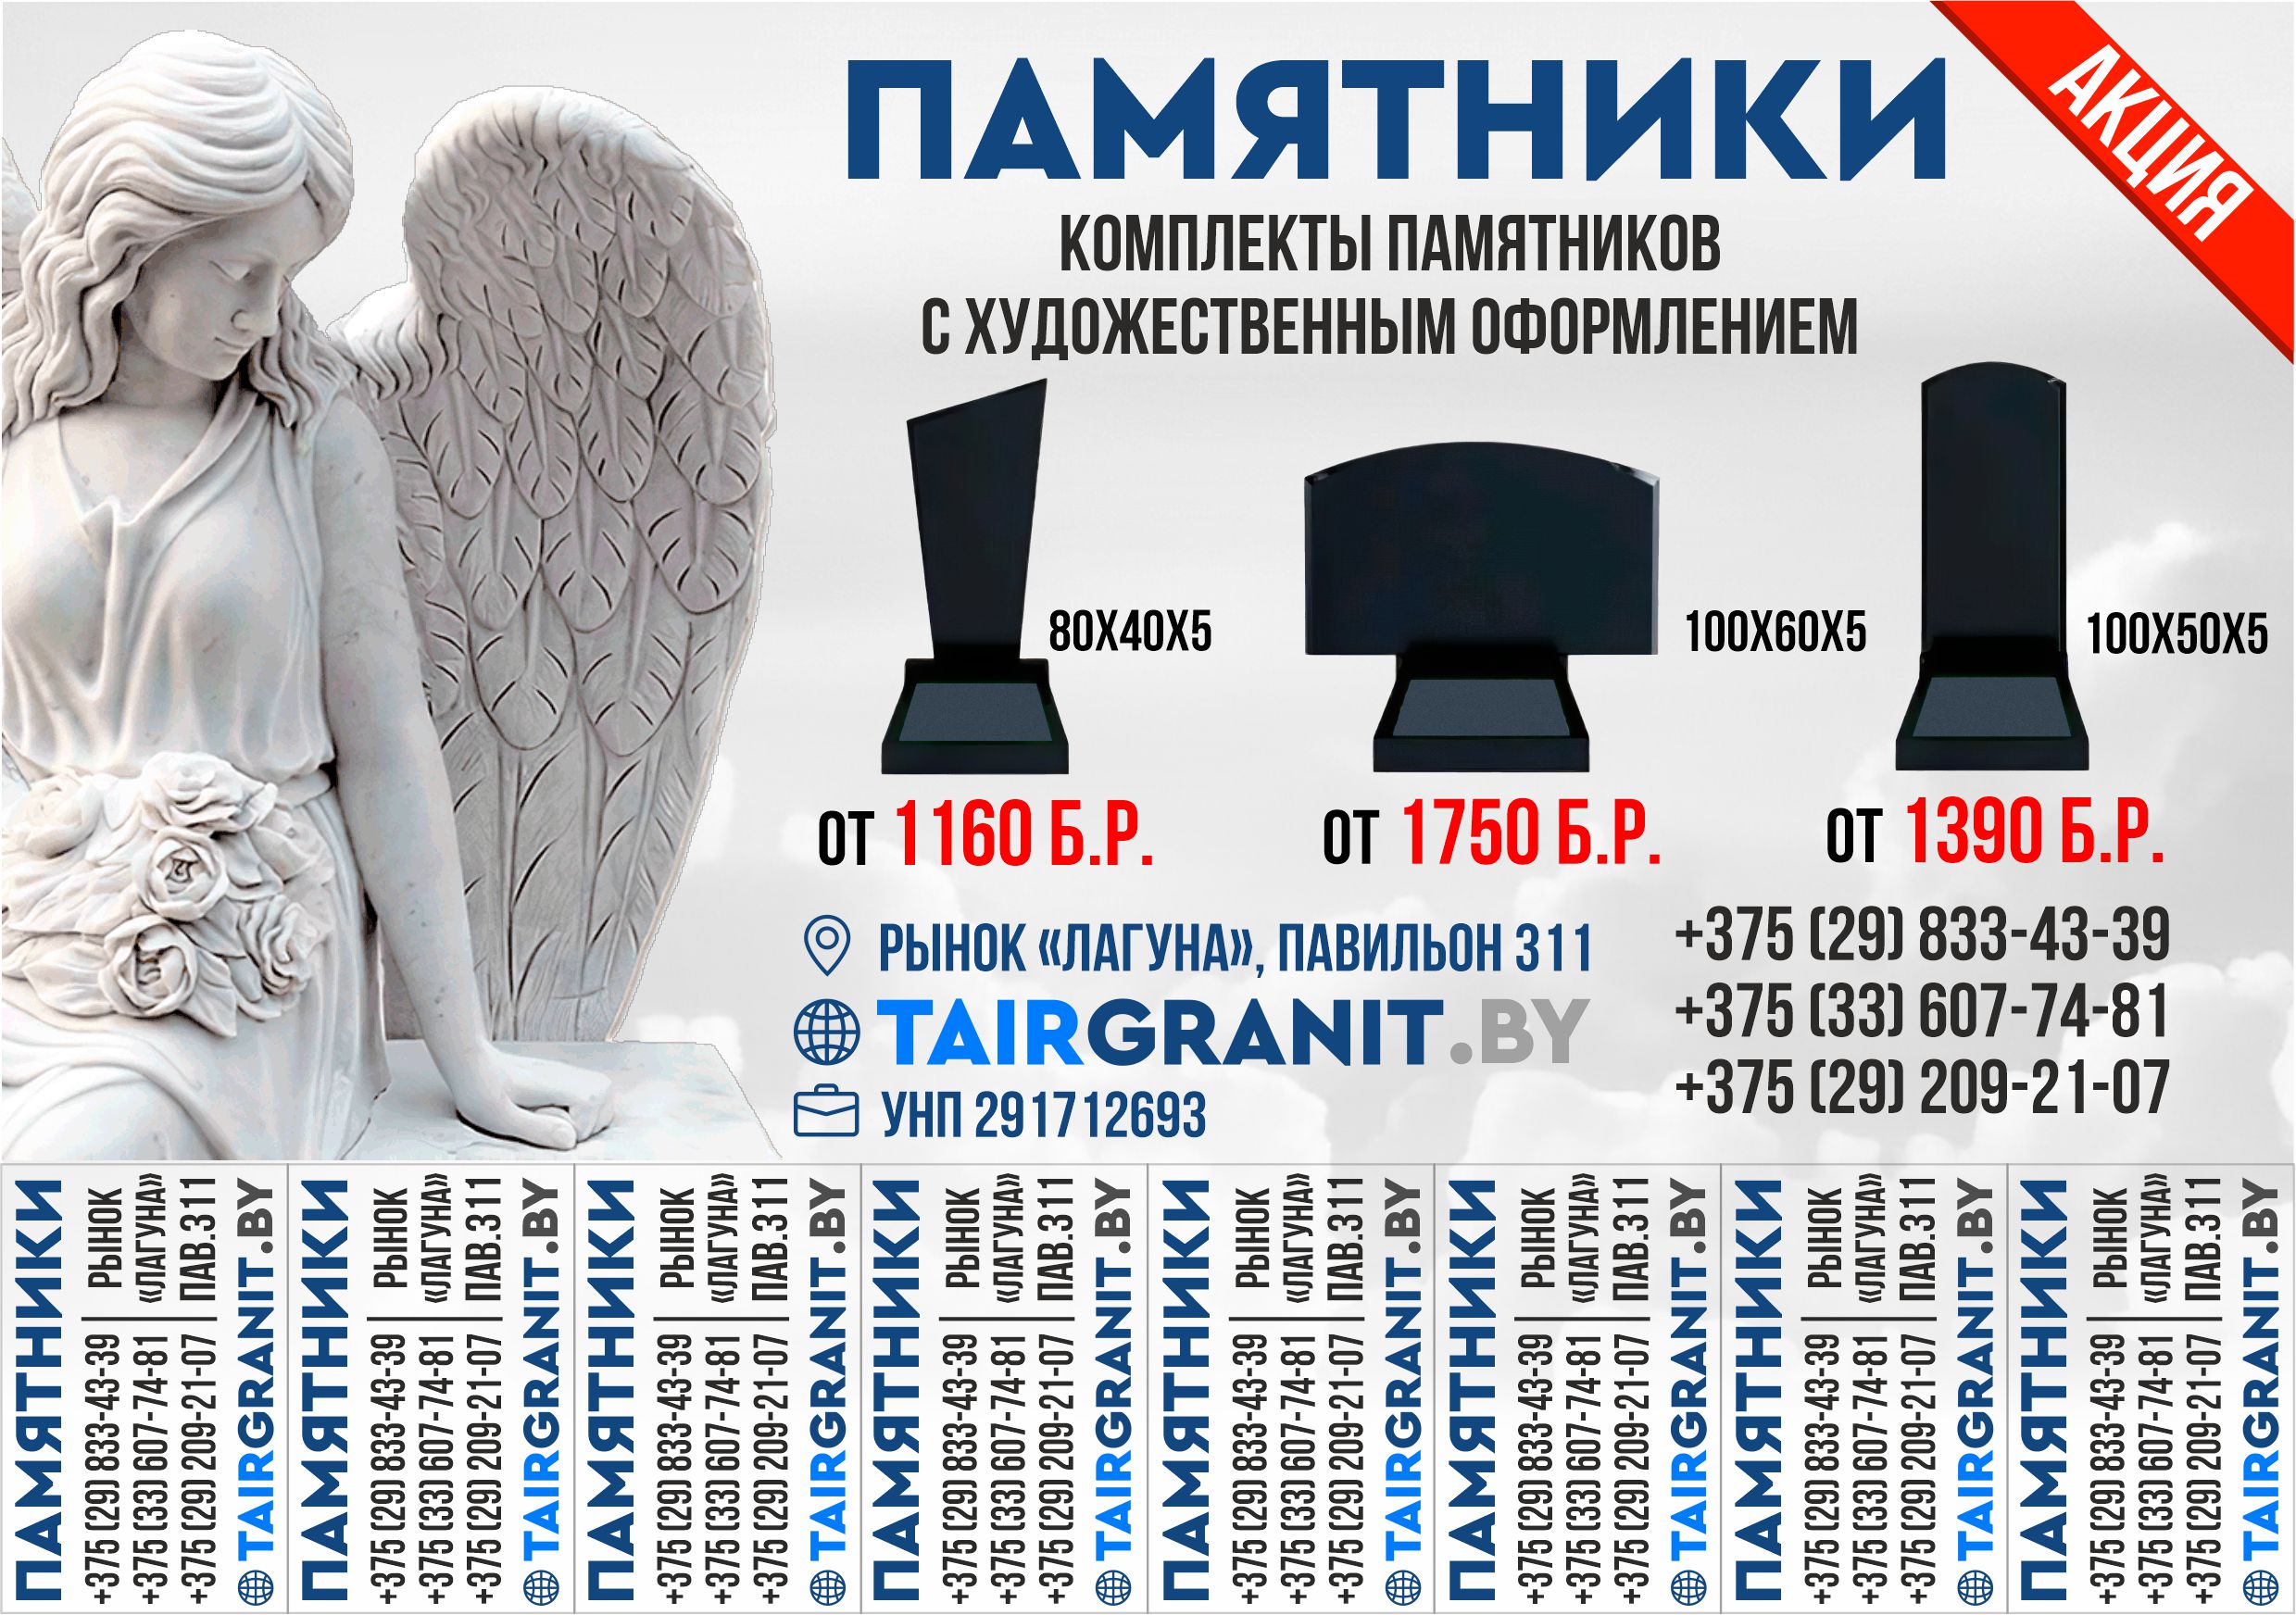 ПАМЯТНИКИ
АКЦИЯ
КОМПЛЕКТЫ ПАМЯТНИКОВ
С ХУДОЖЕСТВЕННЫМ ОФОРМЛЕНИЕМ
80X40X5
100X60X5
100X50X5
ОТ 1160 Б.Р.
ОТ 1750 Б.Р.
ОТ 1390 Б.Р.
РЫНОК «ЛАГУНА», ПАВИЛЬОН 311
TAIRGRANIT.BY
УНП 291712693
+375 (29) 833-43-39
+375 (33) 607-74-81
+375 (29) 209-21-07
ПАМЯТНИКИ
+375 (29) 833-43-39 РЫНОК
+375 (33) 607-74-81 «ЛАГУНА»
+375 (29) 209-21-07 ПАВ.311
TAIRGRANIT.BY
ПАМЯТНИКИ
+375 (29) 833-43-39 РЫНОК
+375 (33) 607-74-81 «ЛАГУНА»
+375 (29) 209-21-07 ПАВ.311
TAIRGRANIT.BY
ПАМЯТНИКИ
+375 (29) 833-43-39 РЫНОК
+375 (33) 607-74-81 «ЛАГУНА»
+375 (29) 209-21-07 ПАВ.311
TAIRGRANIT.BY
ПАМЯТНИКИ
+375 (29) 833-43-39 РЫНОК
+375 (33) 607-74-81 «ЛАГУНА»
+375 (29) 209-21-07 ПАВ.311
TAIRGRANIT.BY
ПАМЯТНИКИ
+375 (29) 833-43-39 РЫНОК
+375 (33) 607-74-81 «ЛАГУНА»
+375 (29) 209-21-07 ПАВ.311
TAIRGRANIT.BY
ПАМЯТНИКИ
+375 (29) 833-43-39 РЫНОК
+375 (33) 607-74-81 «ЛАГУНА»
+375 (29) 209-21-07 ПАВ.311
TAIRGRANIT.BY
ПАМЯТНИКИ
+375 (29) 833-43-39 РЫНОК
+375 (33) 607-74-81 «ЛАГУНА»
+375 (29) 209-21-07 ПАВ.311
TAIRGRANIT.BY
ПАМЯТНИКИ
+375 (29) 833-43-39 РЫНОК
+375 (33) 607-74-81 «ЛАГУНА»
+375 (29) 209-21-07 ПАВ.311
TAIRGRANIT.BY